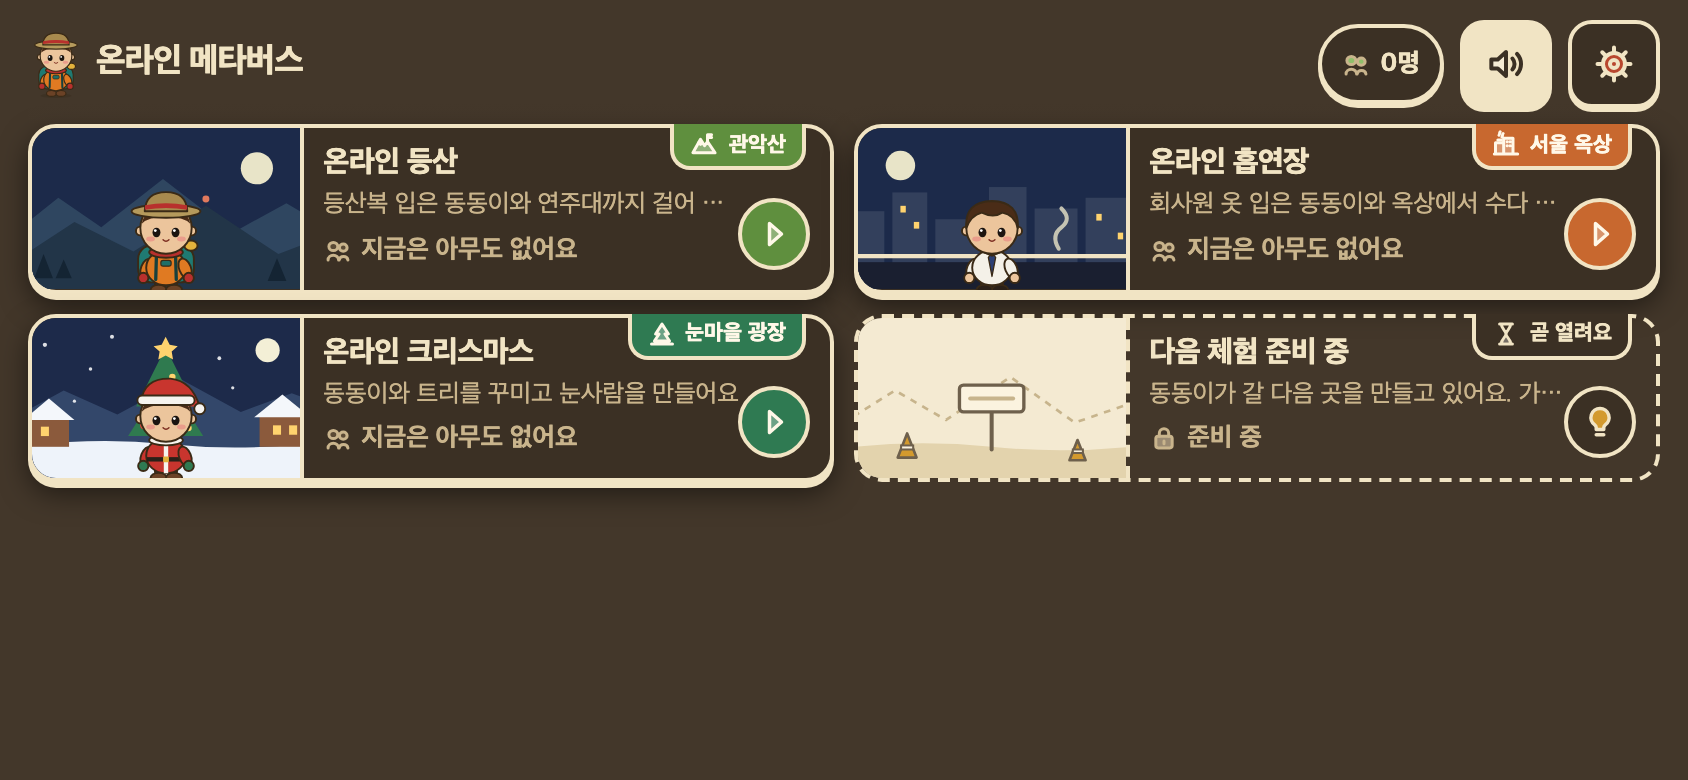 온라인 메타버스
0명
온라인 등산
관악산
등산복 입은 동동이와 연주대까지 걸어 ···
지금은 아무도 없어요
온라인 흡연장
서울 옥상
회사원 옷 입은 동동이와 옥상에서 수다 ···
지금은 아무도 없어요
온라인 크리스마스
눈마을 광장
동동이와 트리를 꾸미고 눈사람을 만들어요
지금은 아무도 없어요
다음 체험 준비 중
곧 열려요
동동이가 갈 다음 곳을 만들고 있어요. 가···
준비 중